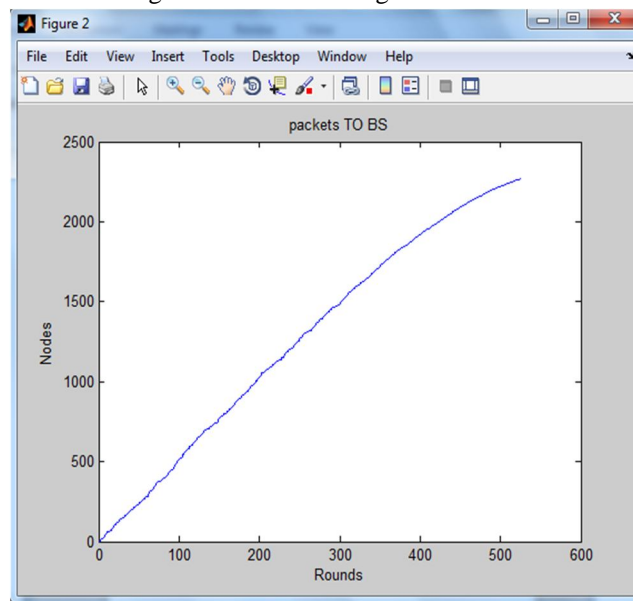 Figure 2
File Edit View Insert Tools Desktop Window Help
packets TO BS
2500
2000
1500
1000
500
0
Nodes
0 100 200 300 400 500 600
Rounds